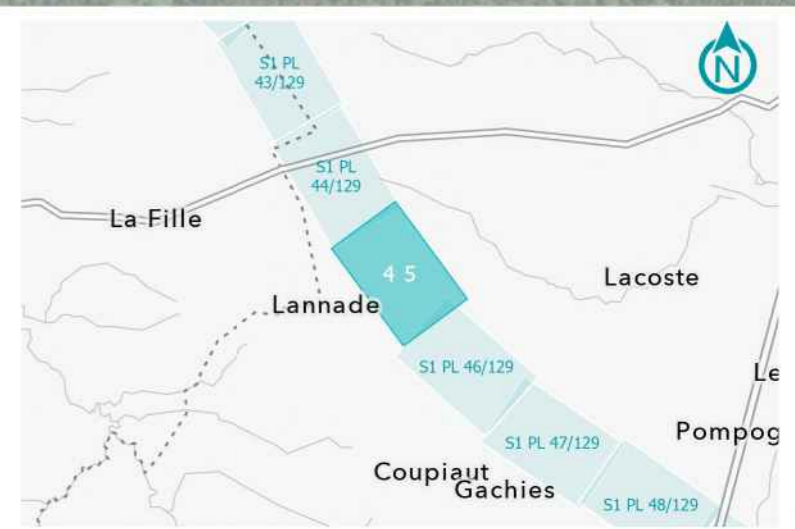 N
S1 PL
43/129
S1 PL
44/129
La Fille
4 5
Lacoste
Lannade
S1 PL 46/129
Le
Pompog
S1 PL 47/129
Coupiaut
Gachies
S1 PL 48/129